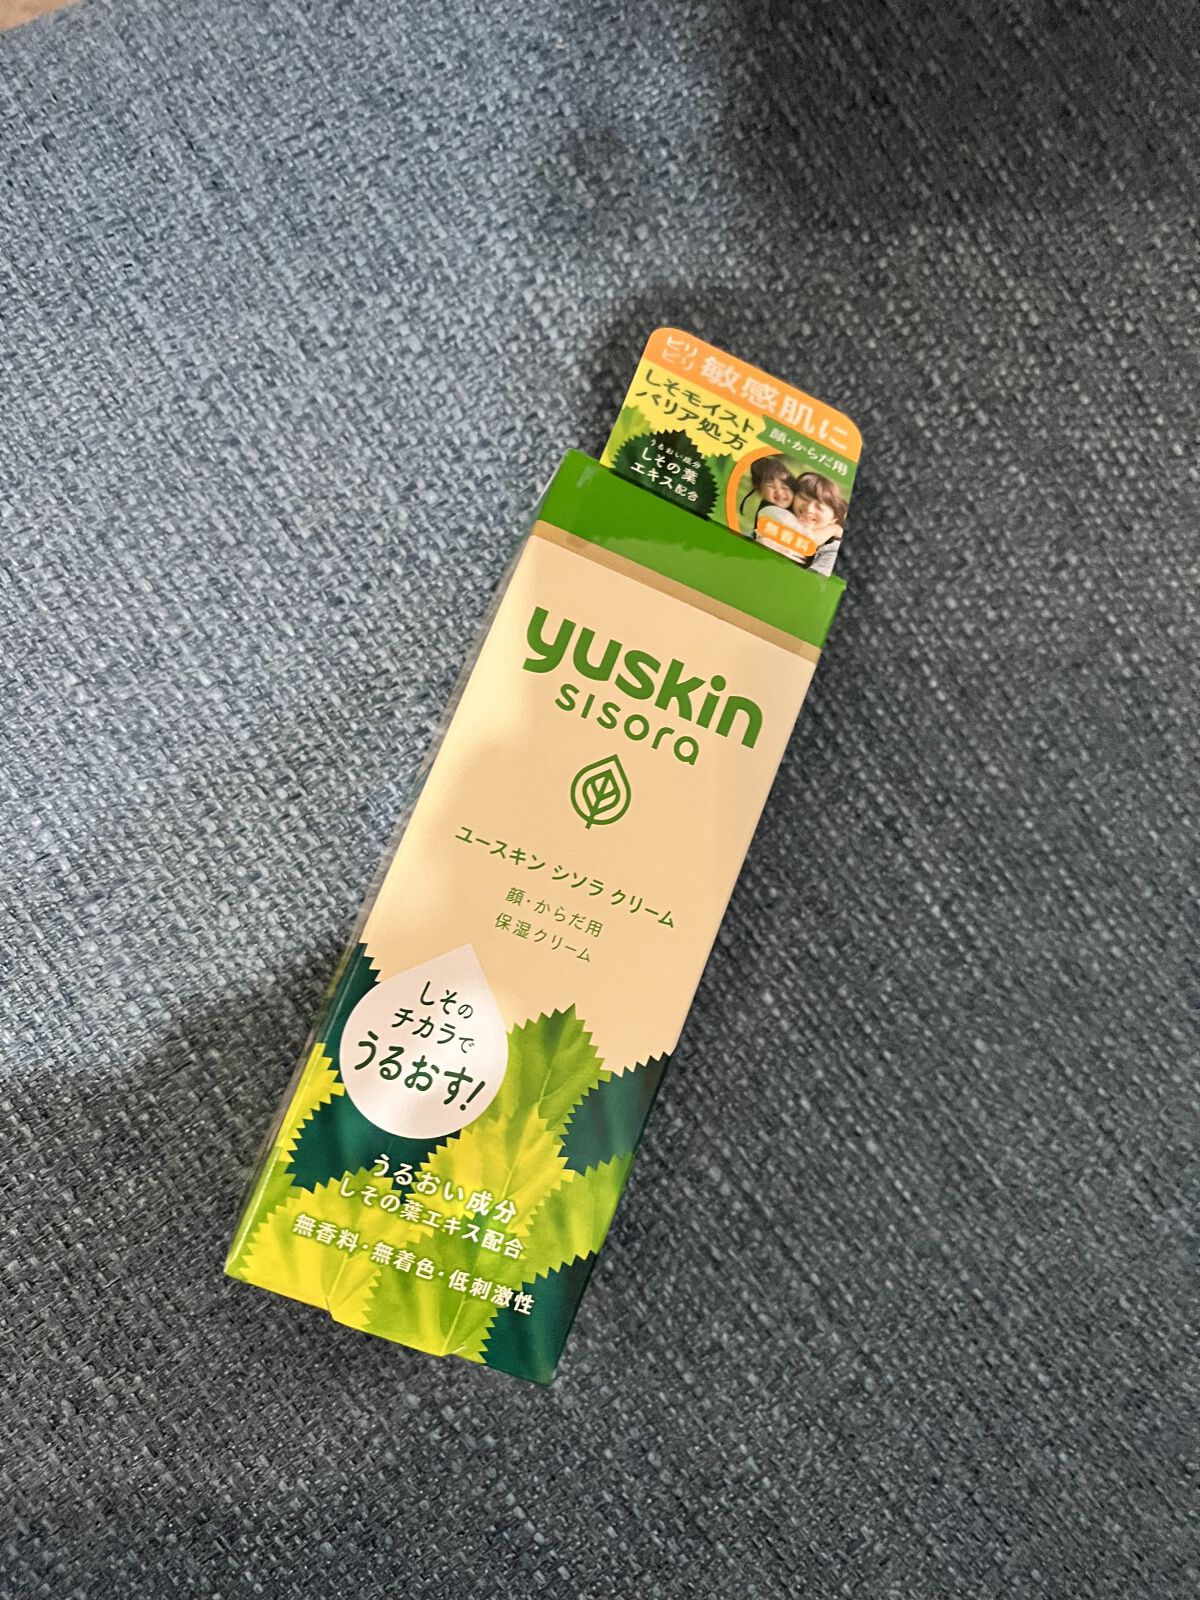 ピリ
ピリ
敏感肌に
しそモイスト
バリア処方
顔・からだ用
うるおい成分
しその葉
エキス配合
無香料
yuskin
sisora
ユースキン シソラ クリーム
顔・からだ用
保湿クリーム
しその
チカラで
うるおす!
うるおい成分
しその葉エキス配合
無香料・無着色・低刺激性